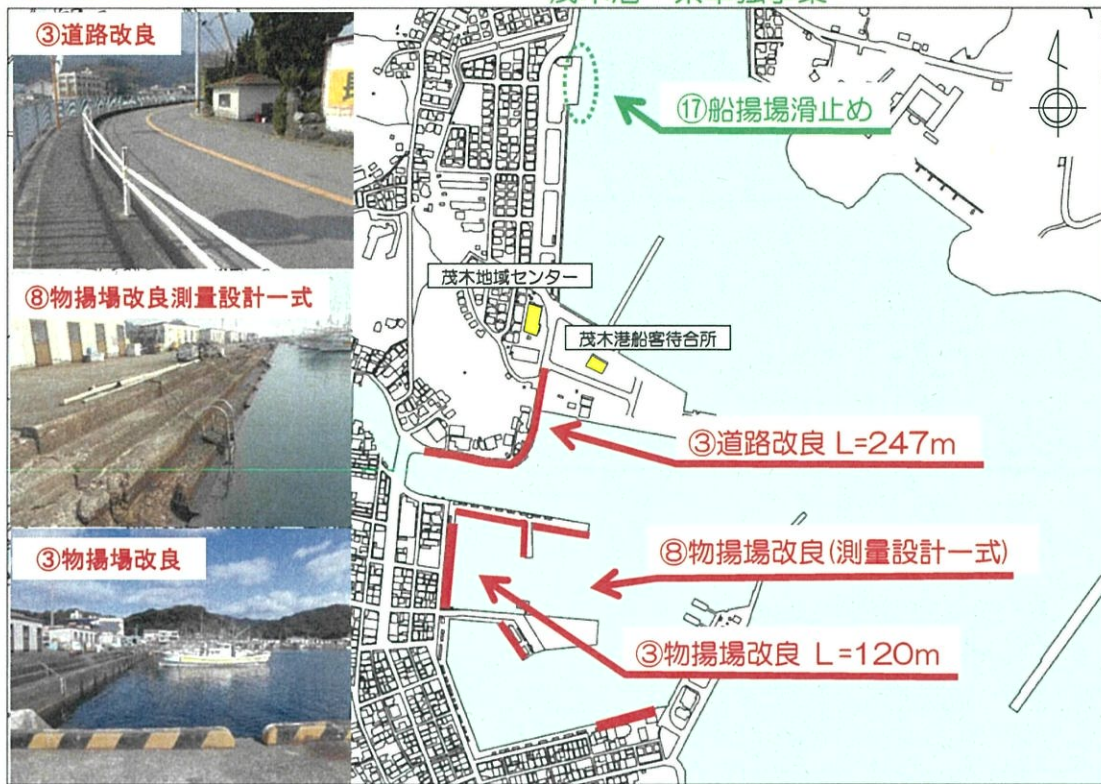 ③道路改良
⑰船揚場滑止め
茂木地域センター
⑧物揚場改良測量設計一式
茂木港船客待合所
③道路改良 L=247m
③物揚場改良
⑧物揚場改良(測量設計一式)
③物揚場改良 L=120m